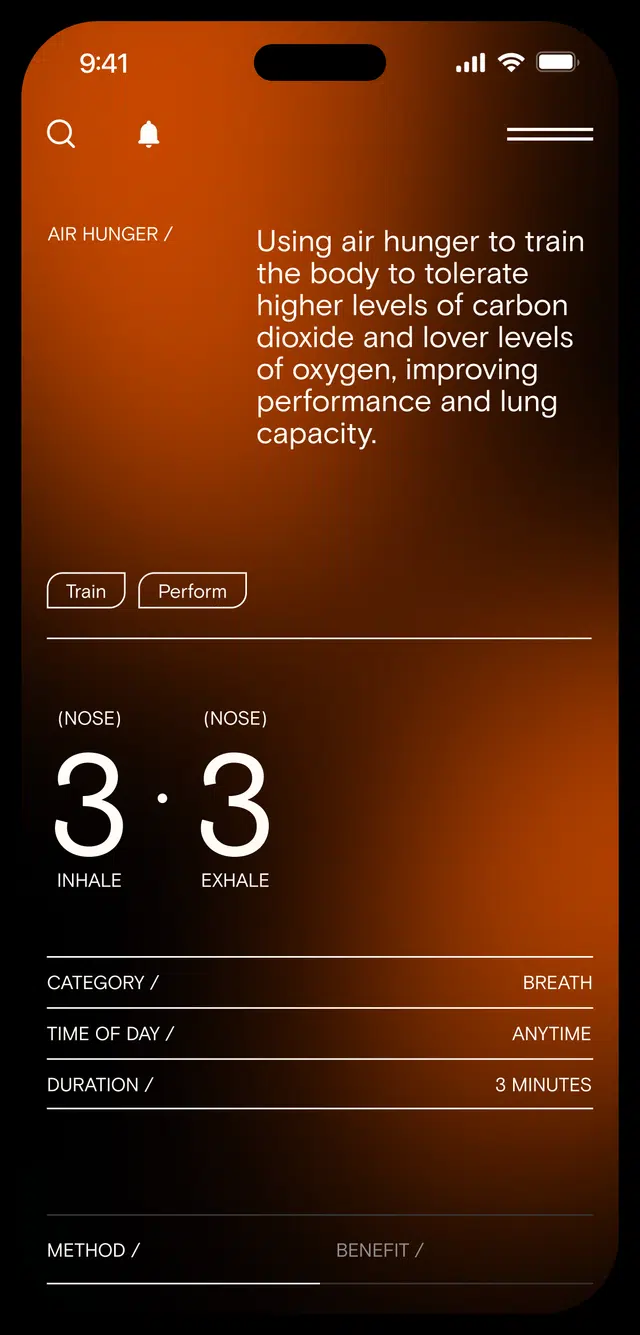 9:41
AIR HUNGER /
Using air hunger to train
the body to tolerate
higher levels of carbon
dioxide and lover levels
of oxygen, improving
performance and lung
capacity.
Train Perform
(NOSE) (NOSE)
3 · 3
INHALE EXHALE
CATEGORY / BREATH
TIME OF DAY / ANYTIME
DURATION / 3 MINUTES
METHOD / BENEFIT /